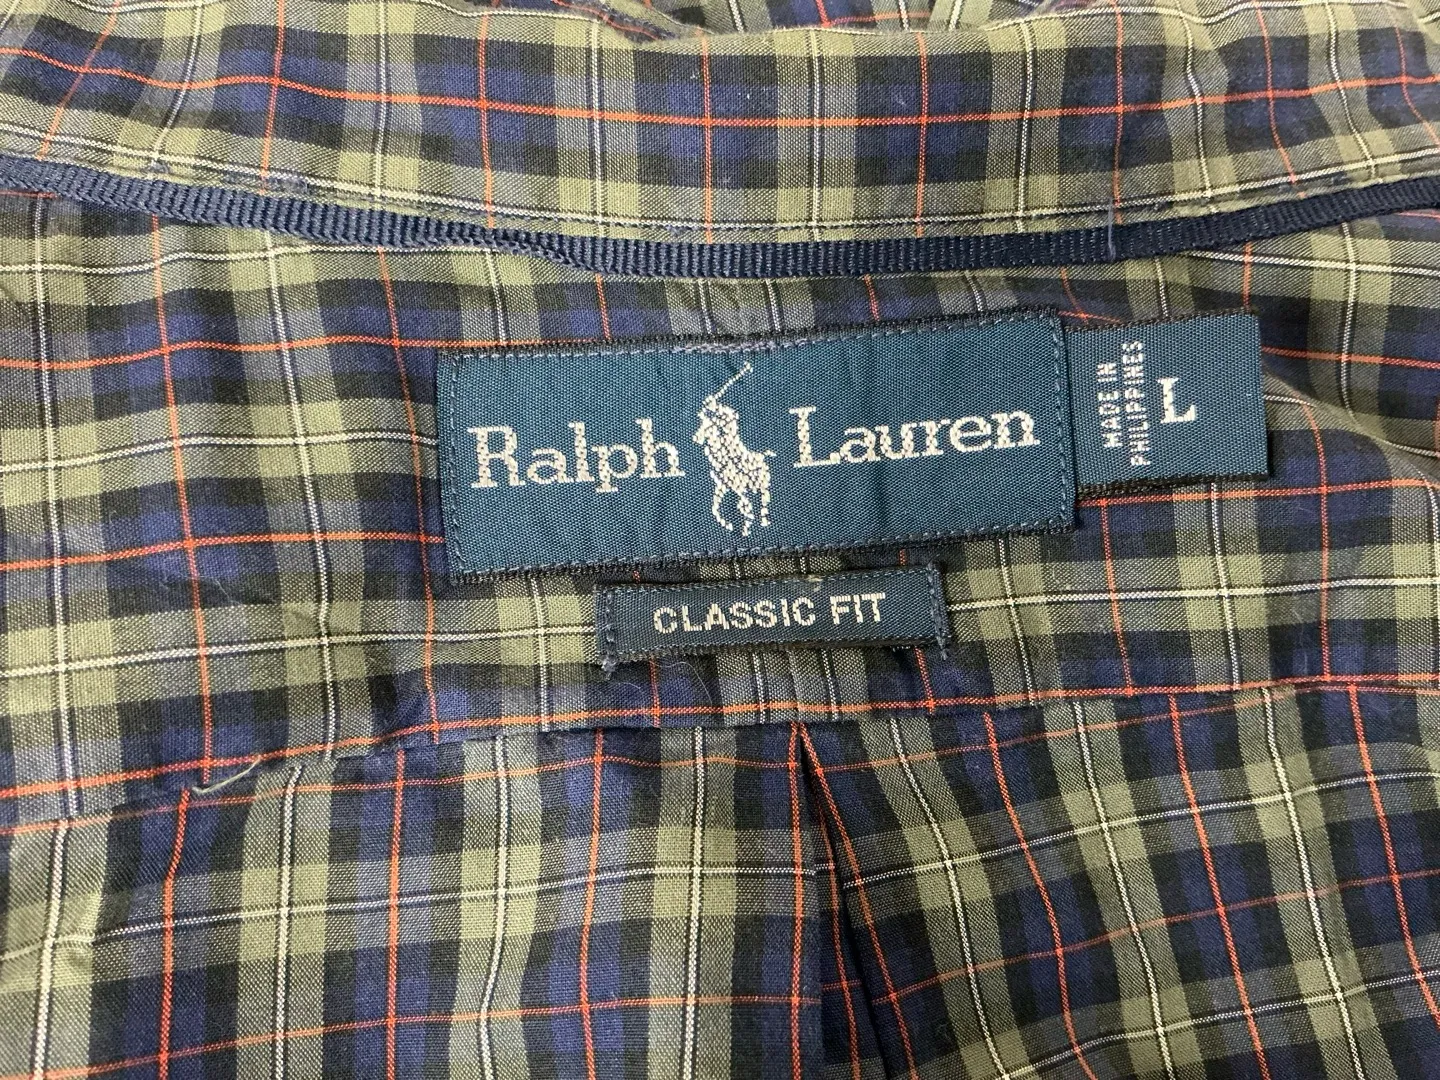 Ralph Lauren
MADE IN
PHILIPPINES
L
CLASSIC FIT